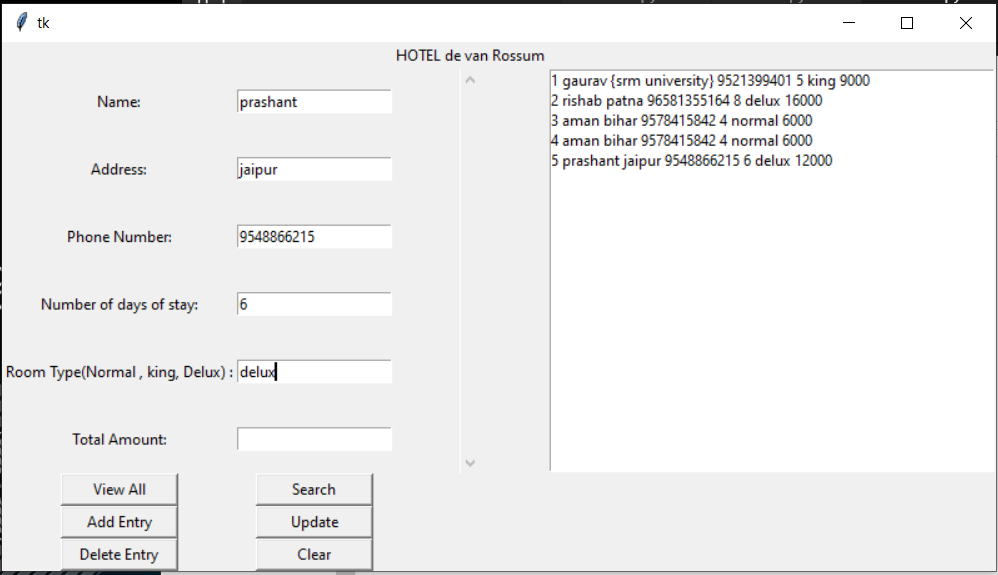 tk
HOTEL de van Rossum
Name:
prashant
Address:
jaipur
Phone Number:
9548866215
Number of days of stay:
6
Room Type(Normal , king, Delux) :
delux
Total Amount:
1 gaurav {srm university} 9521399401 5 king 9000
2 rishab patna 96581355164 8 delux 16000
3 aman bihar 9578415842 4 normal 6000
4 aman bihar 9578415842 4 normal 6000
5 prashant jaipur 9548866215 6 delux 12000
View All
Search
Add Entry
Update
Delete Entry
Clear